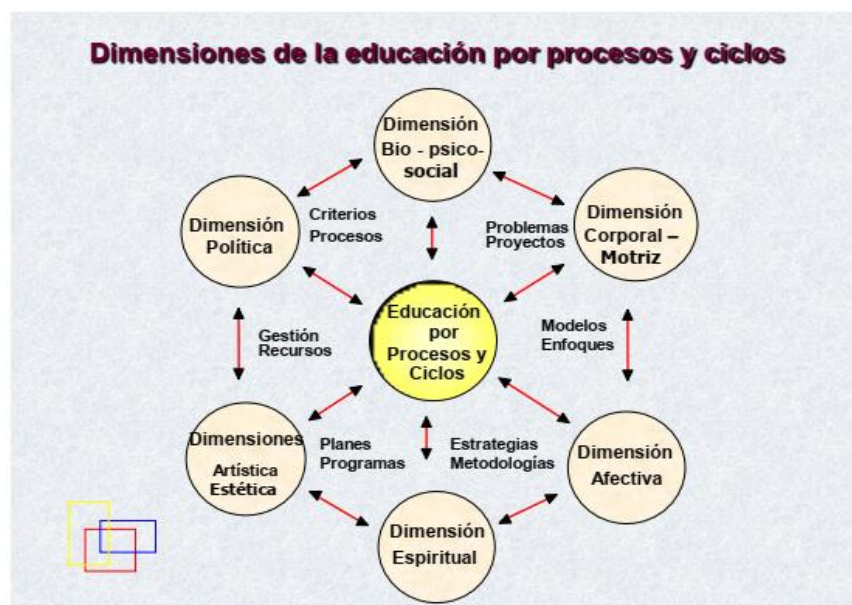 Dimensiones de la educación por procesos y ciclos
Dimensión
Bio - psico-
social
Dimensión
Política
Criterios
Procesos
Problemas
Proyectos
Dimensión
Corporal –
Motriz
Educación
por
Procesos y
Ciclos
Gestión
Recursos
Modelos
Enfoques
Dimensiones
Artística
Estética
Planes
Programas
Estrategias
Metodologías
Dimensión
Afectiva
Dimensión
Espiritual